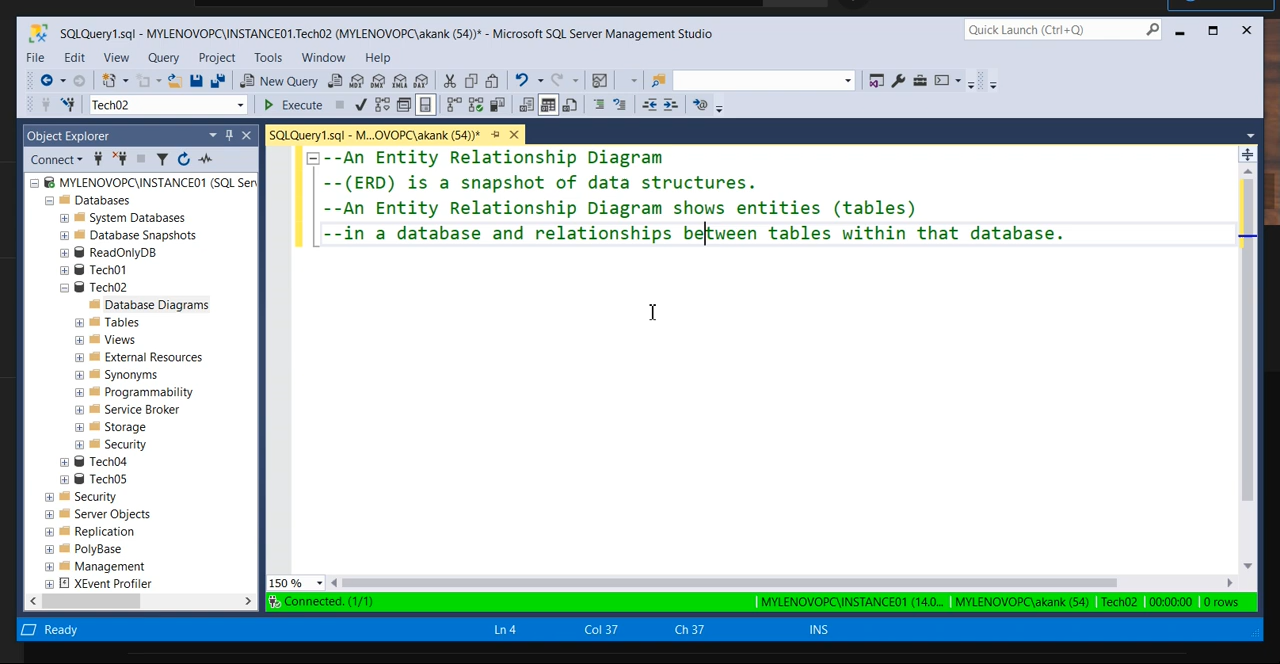 SQLQuery1.sql - MYLENOVOPC\INSTANCE01.Tech02 (MYLENOVOPC\akank (54))* - Microsoft SQL Server Management Studio
Quick Launch (Ctrl+Q)
File Edit View Query Project Tools Window Help
New Query
Tech02
Execute
Object Explorer
SQLQuery1.sql - M...OVOPC\akank (54))*
Connect
MYLENOVOPC\INSTANCE01 (SQL Ser
Databases
System Databases
Database Snapshots
ReadOnlyDB
Tech01
Tech02
Database Diagrams
Tables
Views
External Resources
Synonyms
Programmability
Service Broker
Storage
Security
Tech04
Tech05
Security
Server Objects
Replication
PolyBase
Management
XEvent Profiler
--An Entity Relationship Diagram
--(ERD) is a snapshot of data structures.
--An Entity Relationship Diagram shows entities (tables)
--in a database and relationships between tables within that database.
150 %
Connected. (1/1)
MYLENOVOPC\INSTANCE01 (14.0... MYLENOVOPC\akank (54) Tech02 00:00:00 0 rows
Ready Ln 4 Col 37 Ch 37 INS